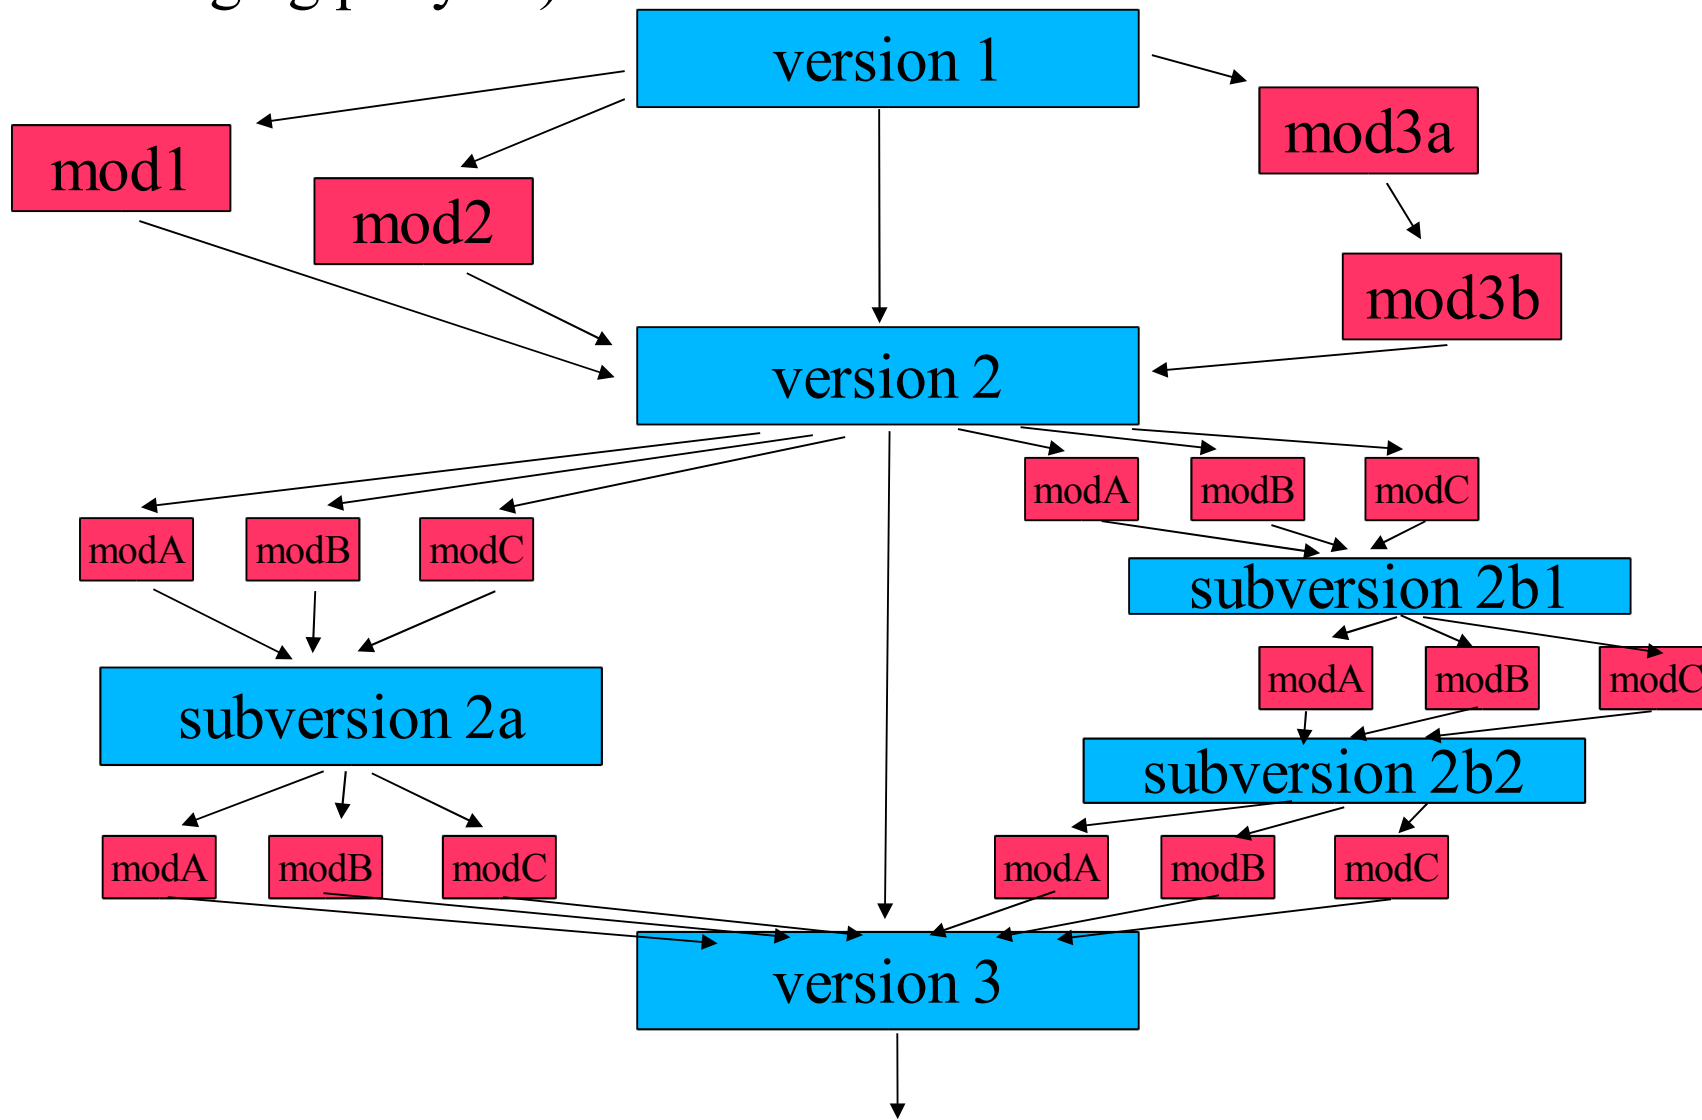 version 1
mod3a
mod1
mod2
mod3b
version 2
modA modB modC
modA modB modC
subversion 2b1
modA modB modC
subversion 2a
subversion 2b2
modA modB modC
modA modB modC
version 3